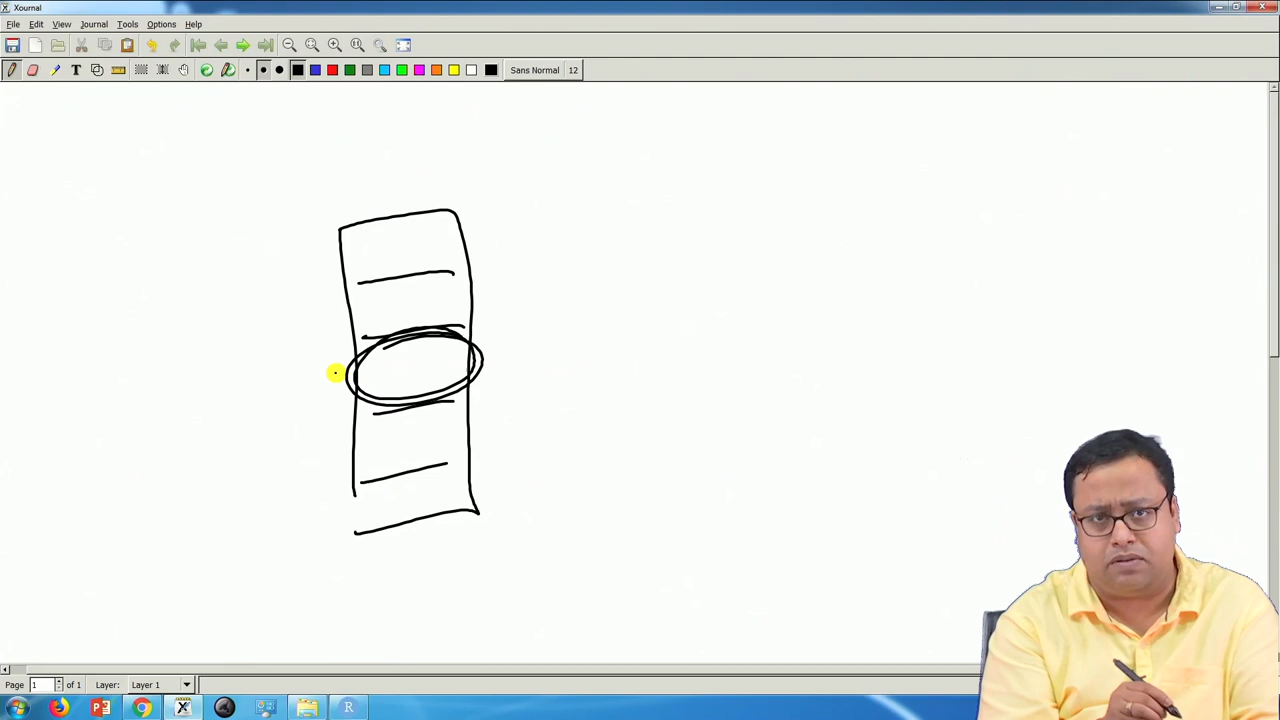 Xournal
File Edit View Journal Tools Options Help
Sans Normal 12
Page 1 of 1 Layer: Layer 1